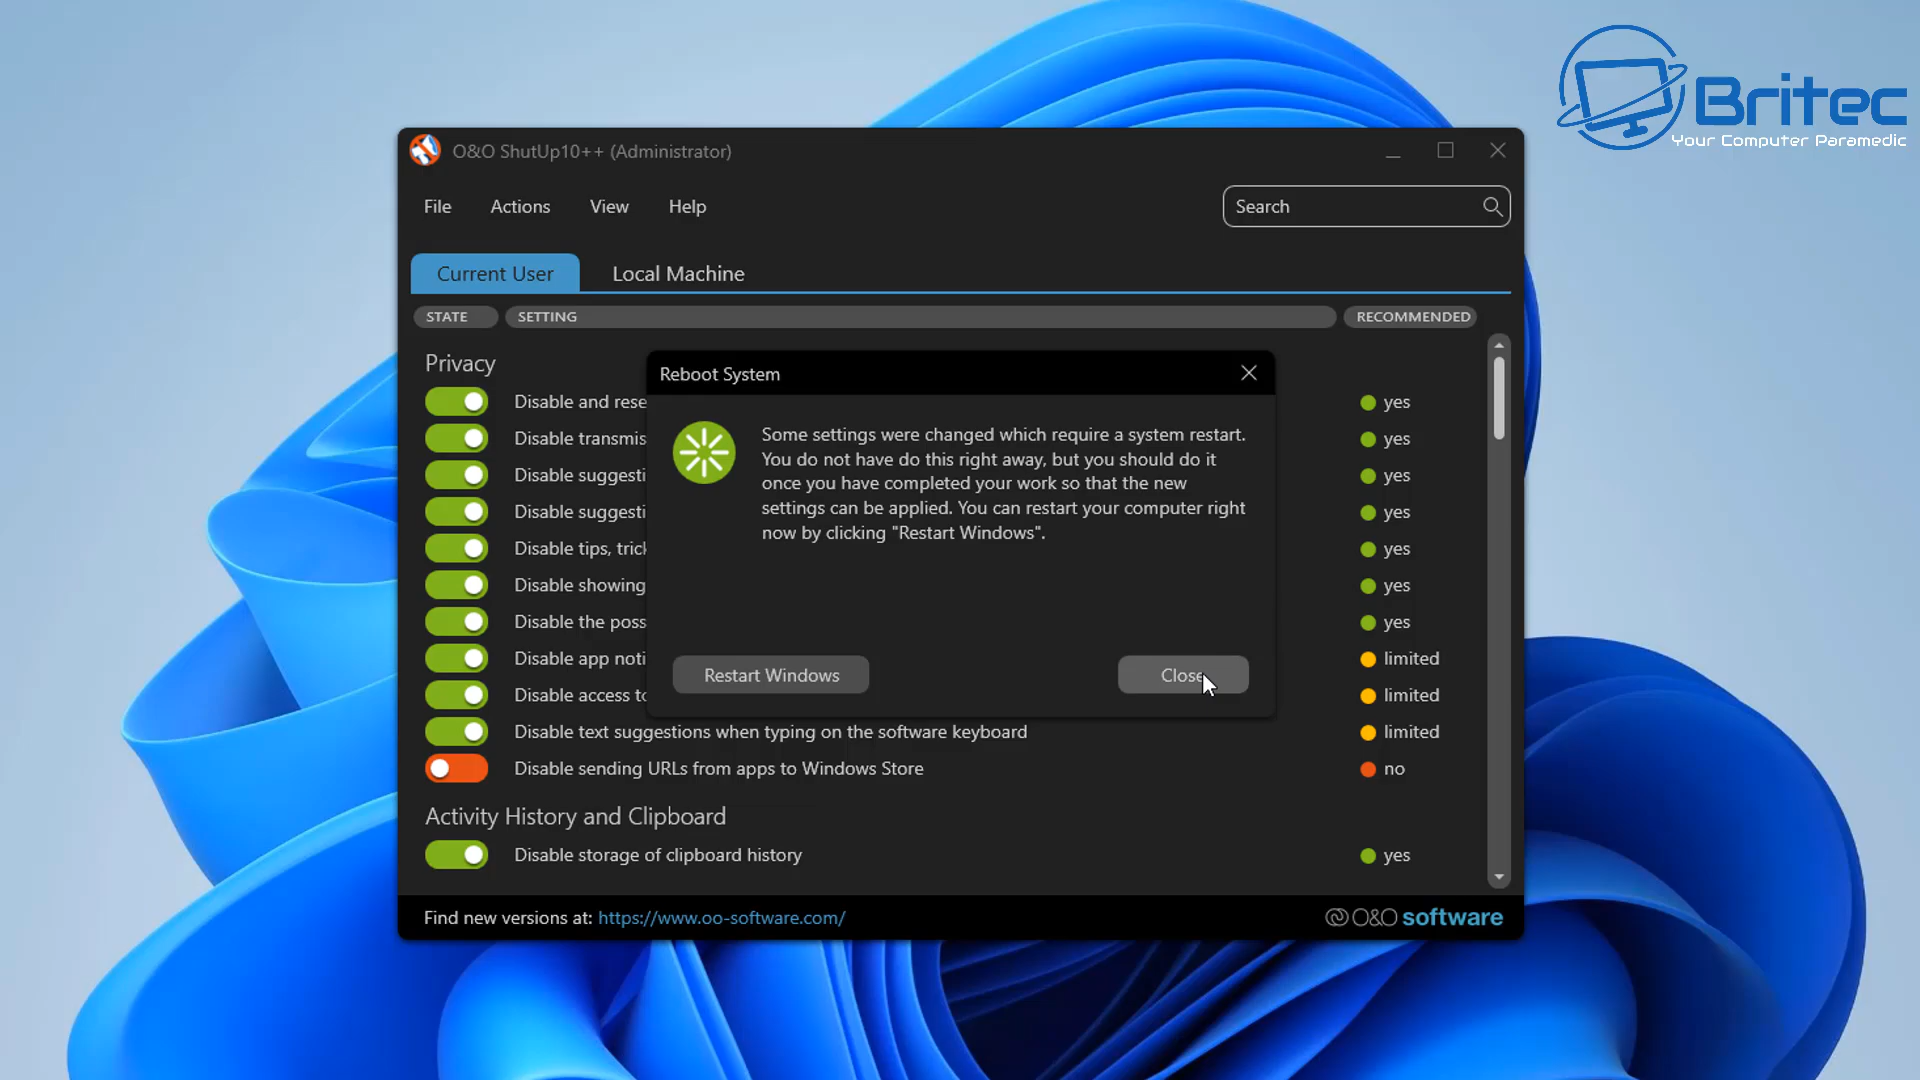 Britec
Your Computer Paramedic
O&O ShutUp10++ (Administrator)
File Actions View Help Search
Current User Local Machine
STATE SETTING RECOMMENDED
Privacy
Reboot System
Some settings were changed which require a system restart.
You do not have do this right away, but you should do it
once you have completed your work so that the new
settings can be applied. You can restart your computer right
now by clicking "Restart Windows".
Restart Windows Close
Disable and rese yes
Disable transmis yes
Disable suggesti yes
Disable suggesti yes
Disable tips, trick yes
Disable showing yes
Disable the poss yes
Disable app noti limited
Disable access to limited
Disable text suggestions when typing on the software keyboard limited
Disable sending URLs from apps to Windows Store no
Activity History and Clipboard
Disable storage of clipboard history yes
Find new versions at: https://www.oo-software.com/ O&O software